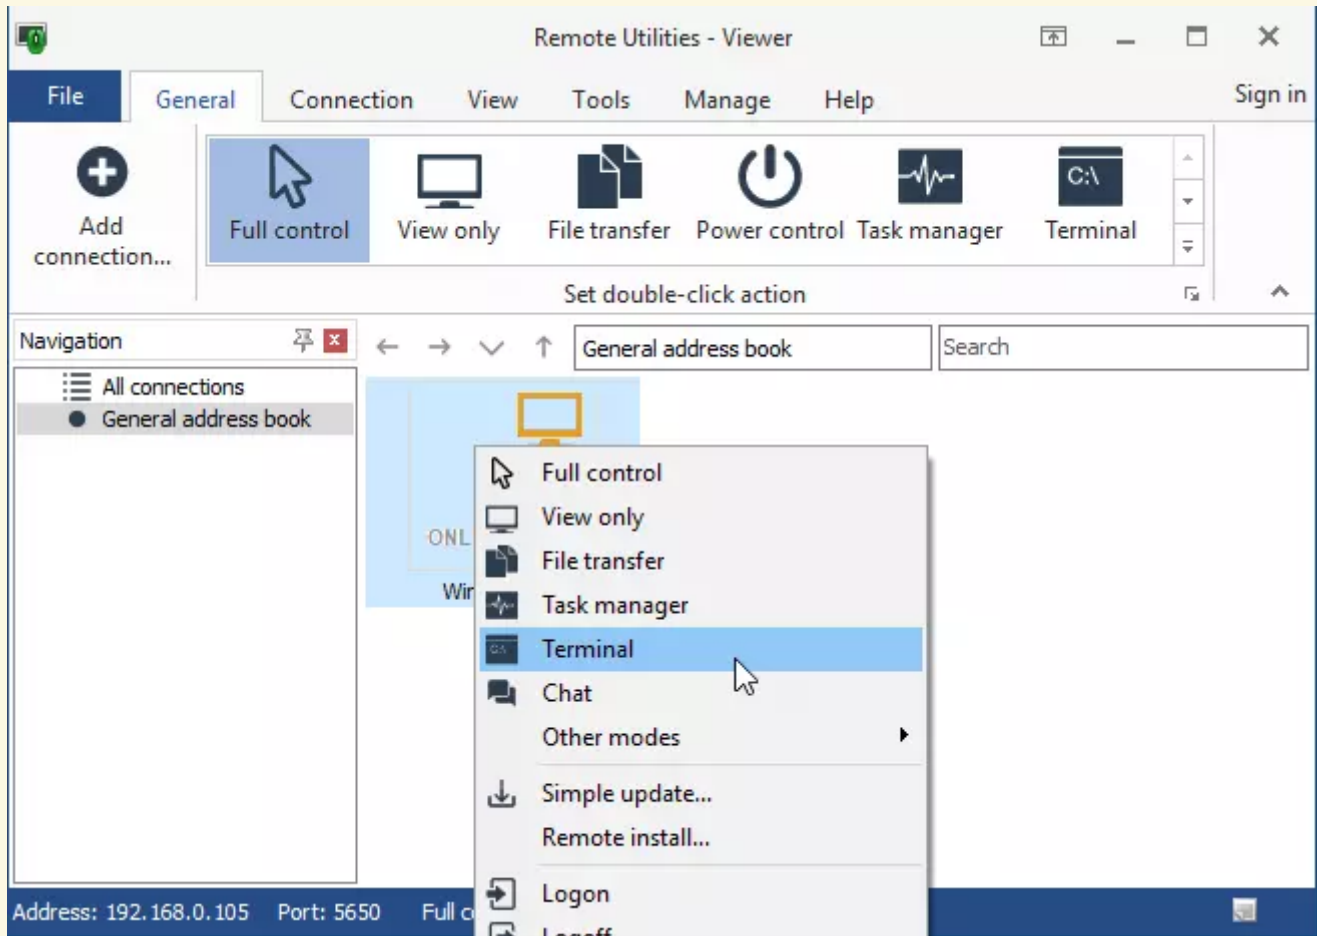 Remote Utilities - Viewer
File General Connection View Tools Manage Help Sign in
Add connection...
Full control
View only
File transfer
Power control
Task manager
C:\
Terminal
Set double-click action
Navigation
General address book
Search
All connections
General address book
Full control
View only
File transfer
Task manager
Terminal
Chat
Other modes
Simple update...
Remote install...
Logon
Logoff
Address: 192.168.0.105 Port: 5650 Full